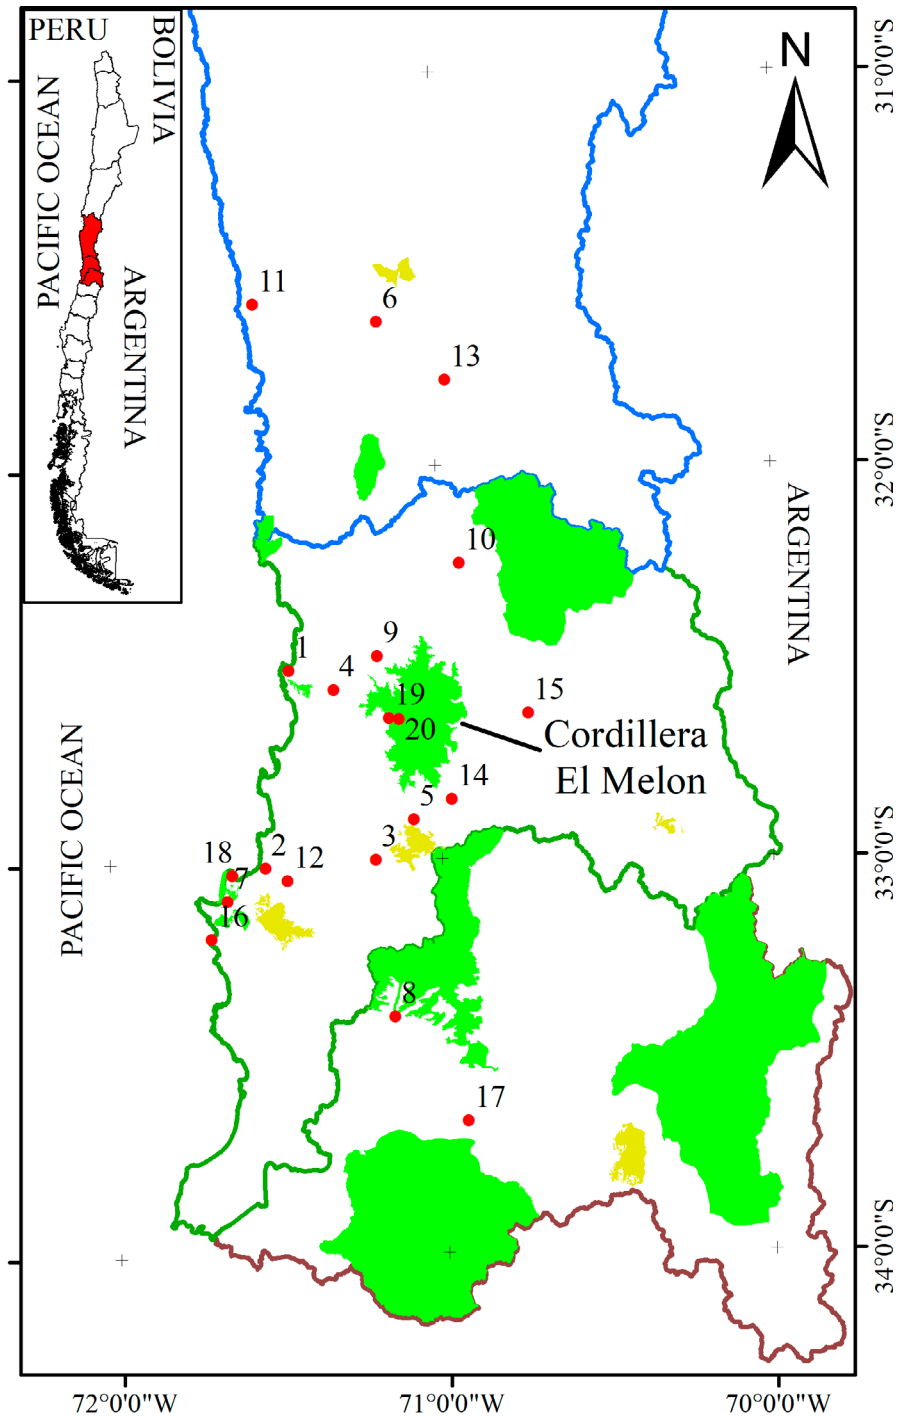 PERU
BOLIVIA
PACIFIC OCEAN
ARGENTINA
N
31°0'0"S
11
6
13
32°0'0"S
ARGENTINA
10
1
4
9
19
20
15
Cordillera
El Melon
14
5
3
PACIFIC OCEAN
18
7
2
12
33°0'0"S
16
8
17
34°0'0"S
72°0'0"W
71°0'0"W
70°0'0"W